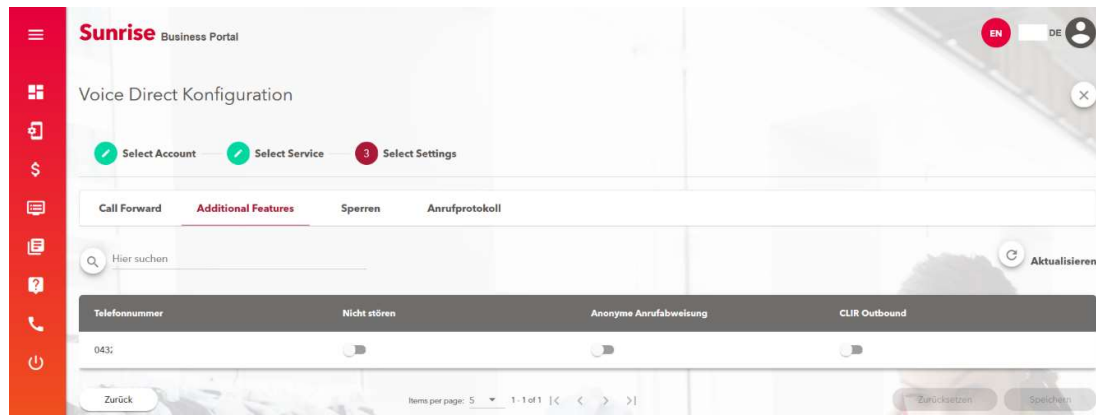 Sunrise Business Portal
EN DE
Voice Direct Konfiguration
Select Account Select Service 3 Select Settings
Call Forward Additional Features Sperren Anrufprotokoll
Hier suchen Aktualisieren
Telefonnummer Nicht stören Anonyme Anrufabweisung CLIR Outbound
043
Zurück Items per page: 5 1 - 1 of 1 Zurücksetzen Speichern